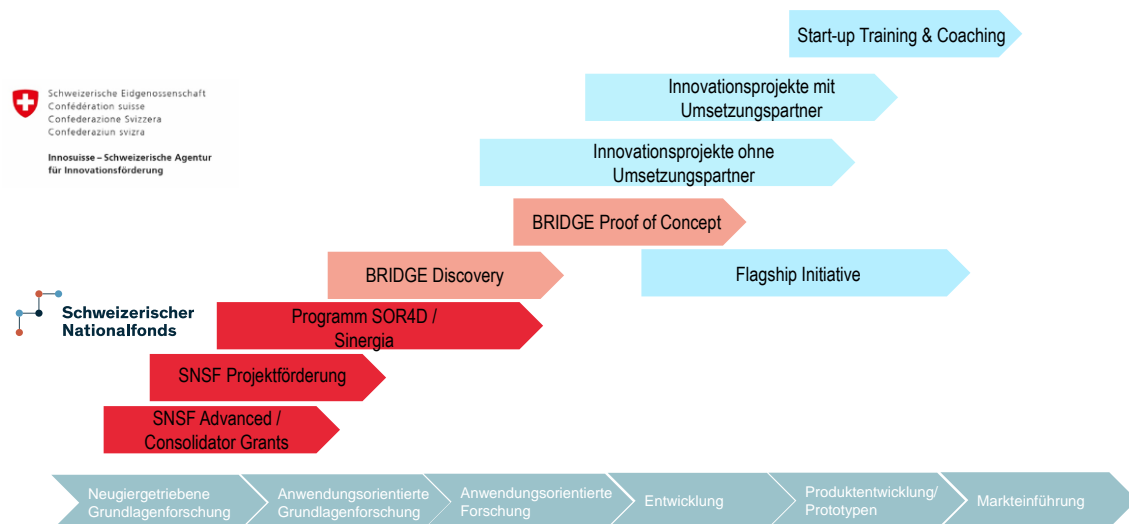 Start-up Training & Coaching
Innovationsprojekte mit
Umsetzungspartner
Schweizerische Eidgenossenschaft
Confédération suisse
Confederazione Svizzera
Confederaziun svizra
Innosuisse – Schweizerische Agentur
für Innovationsförderung
Innovationsprojekte ohne
Umsetzungspartner
BRIDGE Proof of Concept
BRIDGE Discovery
Flagship Initiative
Schweizerischer
Nationalfonds
Programm SOR4D /
Sinergia
SNSF Projektförderung
SNSF Advanced /
Consolidator Grants
Neugiergetriebene
Grundlagenforschung
Anwendungsorientierte
Grundlagenforschung
Anwendungsorientierte
Forschung
Entwicklung
Produktentwicklung/
Prototypen
Markteinführung